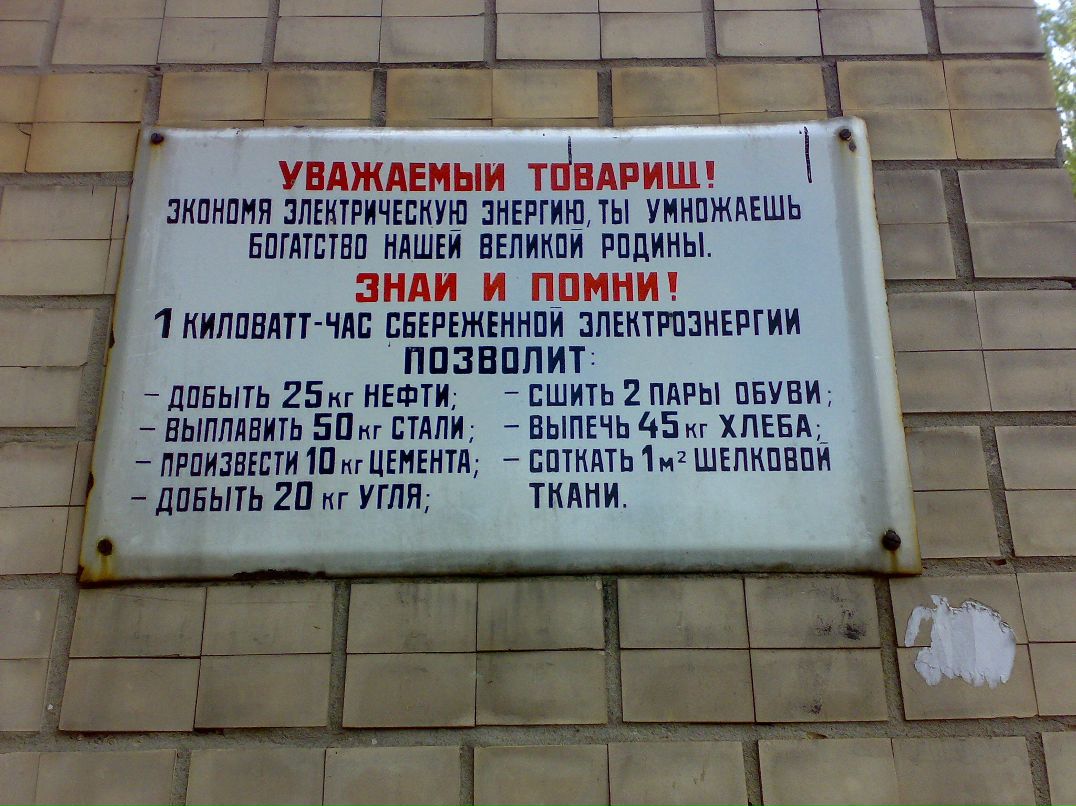 УВАЖАЕМЫЙ ТОВАРИЩ!
ЭКОНОМЯ ЭЛЕКТРИЧЕСКУЮ ЭНЕРГИЮ, ТЫ УМНОЖАЕШЬ
БОГАТСТВО НАШЕЙ ВЕЛИКОЙ РОДИНЫ.
ЗНАЙ И ПОМНИ!
1 КИЛОВАТТ-ЧАС СБЕРЕЖЕННОЙ ЭЛЕКТРОЭНЕРГИИ
ПОЗВОЛИТ:
– ДОБЫТЬ 25 кг НЕФТИ;
– ВЫПЛАВИТЬ 50 кг СТАЛИ;
– ПРОИЗВЕСТИ 10 кг ЦЕМЕНТА;
– ДОБЫТЬ 20 кг УГЛЯ;
– СШИТЬ 2 ПАРЫ ОБУВИ;
– ВЫПЕЧЬ 45 кг ХЛЕБА;
– СОТКАТЬ 1 м² ШЕЛКОВОЙ
ТКАНИ.